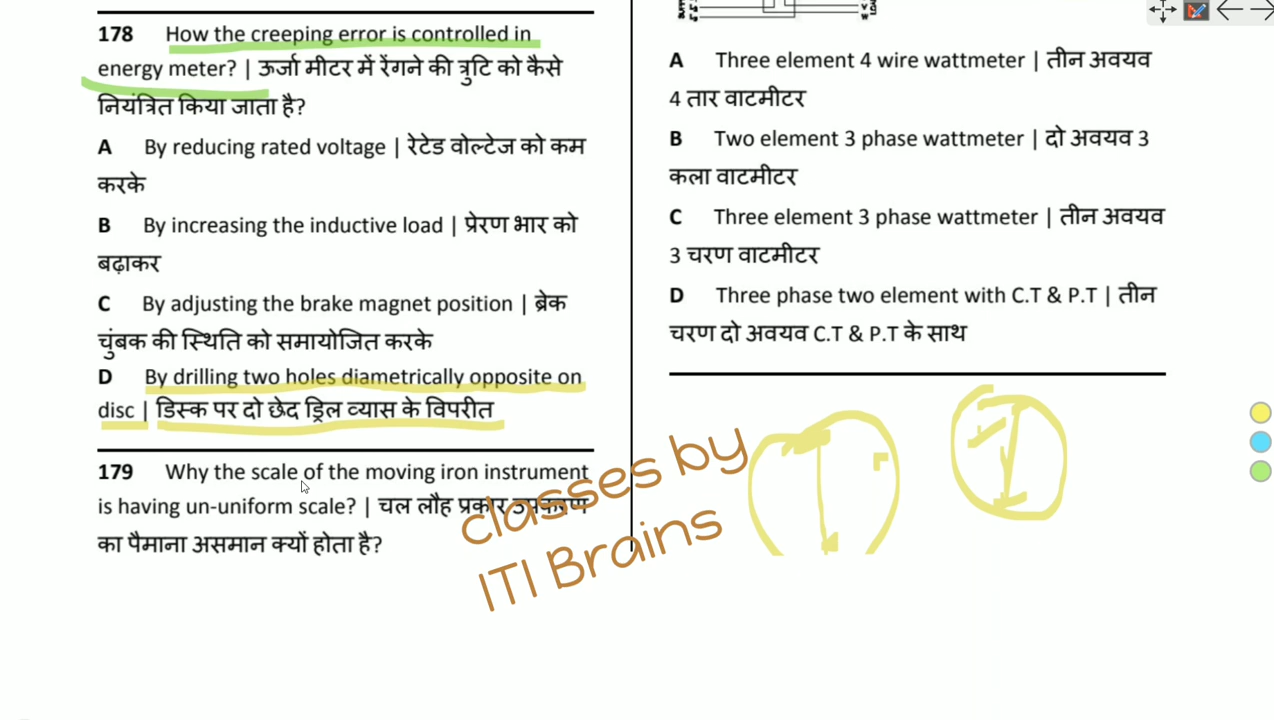 178 How the creeping error is controlled in
energy meter? | ऊर्जा मीटर में रेंगने की त्रुटि को कैसे
नियंत्रित किया जाता है?
A By reducing rated voltage | रेटेड वोल्टेज को कम
करके
B By increasing the inductive load | प्रेरण भार को
बढ़ाकर
C By adjusting the brake magnet position | ब्रेक
चुंबक की स्थिति को समायोजित करके
D By drilling two holes diametrically opposite on
disc | डिस्क पर दो छेद ड्रिल व्यास के विपरीत
179 Why the scale of the moving iron instrument
is having un-uniform scale? | चल लौह प्रकार उपकरण
का पैमाना असमान क्यों होता है?
A Three element 4 wire wattmeter | तीन अवयव
4 तार वाटमीटर
B Two element 3 phase wattmeter | दो अवयव 3
कला वाटमीटर
C Three element 3 phase wattmeter | तीन अवयव
3 चरण वाटमीटर
D Three phase two element with C.T & P.T | तीन
चरण दो अवयव C.T & P.T के साथ
classes by
ITI Brains